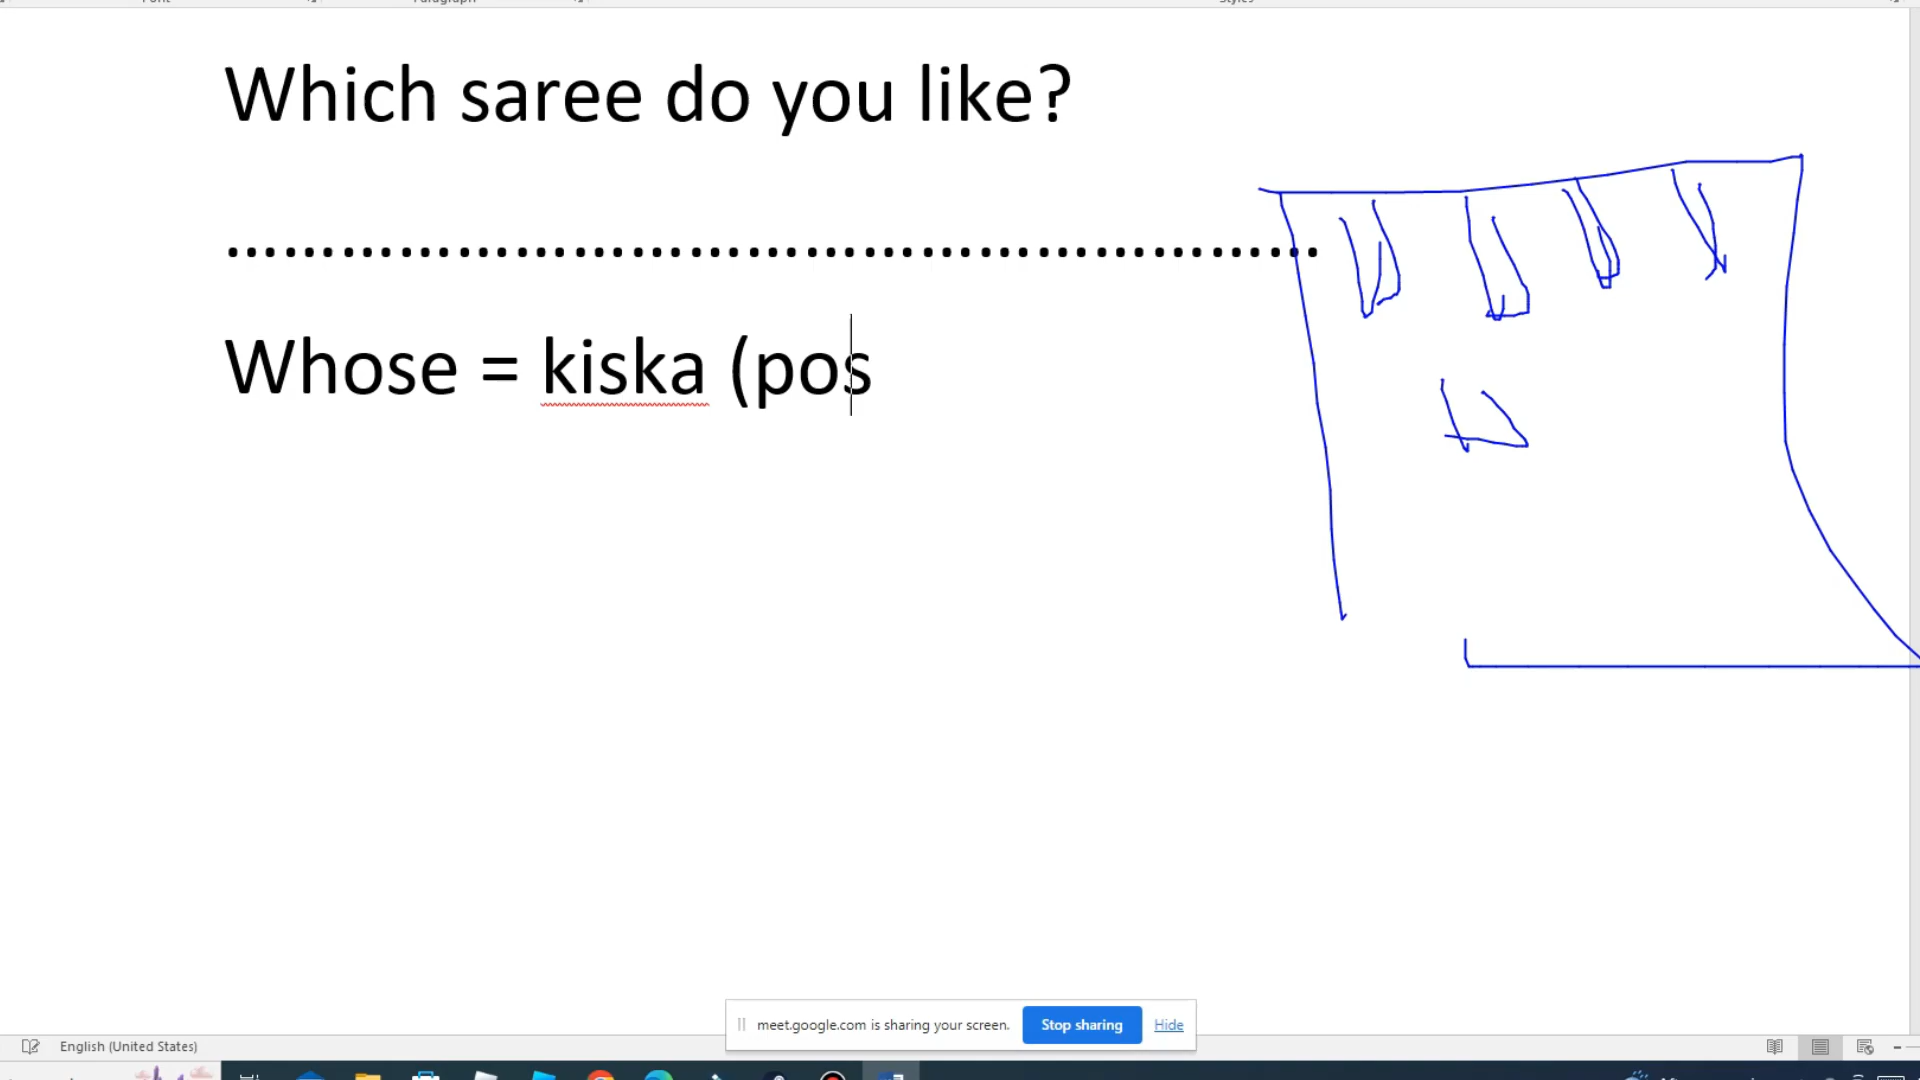 Which saree do you like?
........................................................
Whose = kiska (pos
meet.google.com is sharing your screen. Stop sharing Hide
English (United States)